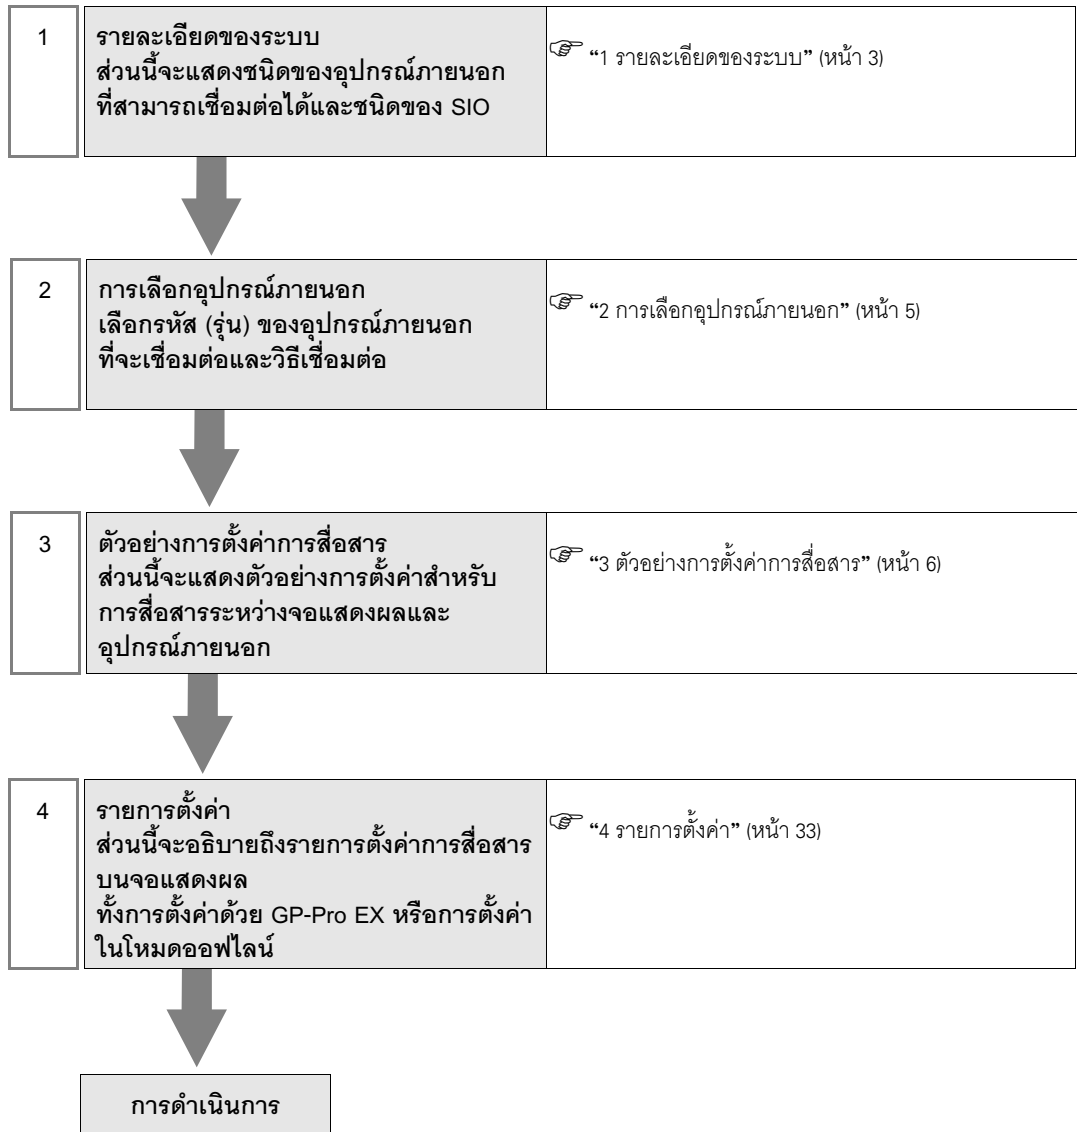 1
รายละเอียดของระบบ
ส่วนนี้จะแสดงชนิดของอุปกรณ์ภายนอก
ที่สามารถเชื่อมต่อได้และชนิดของ SIO
☞ “1 รายละเอียดของระบบ” (หน้า 3)
2
การเลือกอุปกรณ์ภายนอก
เลือกรหัส (รุ่น) ของอุปกรณ์ภายนอก
ที่จะเชื่อมต่อและวิธีเชื่อมต่อ
☞ “2 การเลือกอุปกรณ์ภายนอก” (หน้า 5)
3
ตัวอย่างการตั้งค่าการสื่อสาร
ส่วนนี้จะแสดงตัวอย่างการตั้งค่าสำหรับ
การสื่อสารระหว่างจอแสดงผลและ
อุปกรณ์ภายนอก
☞ “3 ตัวอย่างการตั้งค่าการสื่อสาร” (หน้า 6)
4
รายการตั้งค่า
ส่วนนี้จะอธิบายถึงรายการตั้งค่าการสื่อสาร
บนจอแสดงผล
ทั้งการตั้งค่าด้วย GP-Pro EX หรือการตั้งค่า
ในโหมดออฟไลน์
☞ “4 รายการตั้งค่า” (หน้า 33)
การดำเนินการ